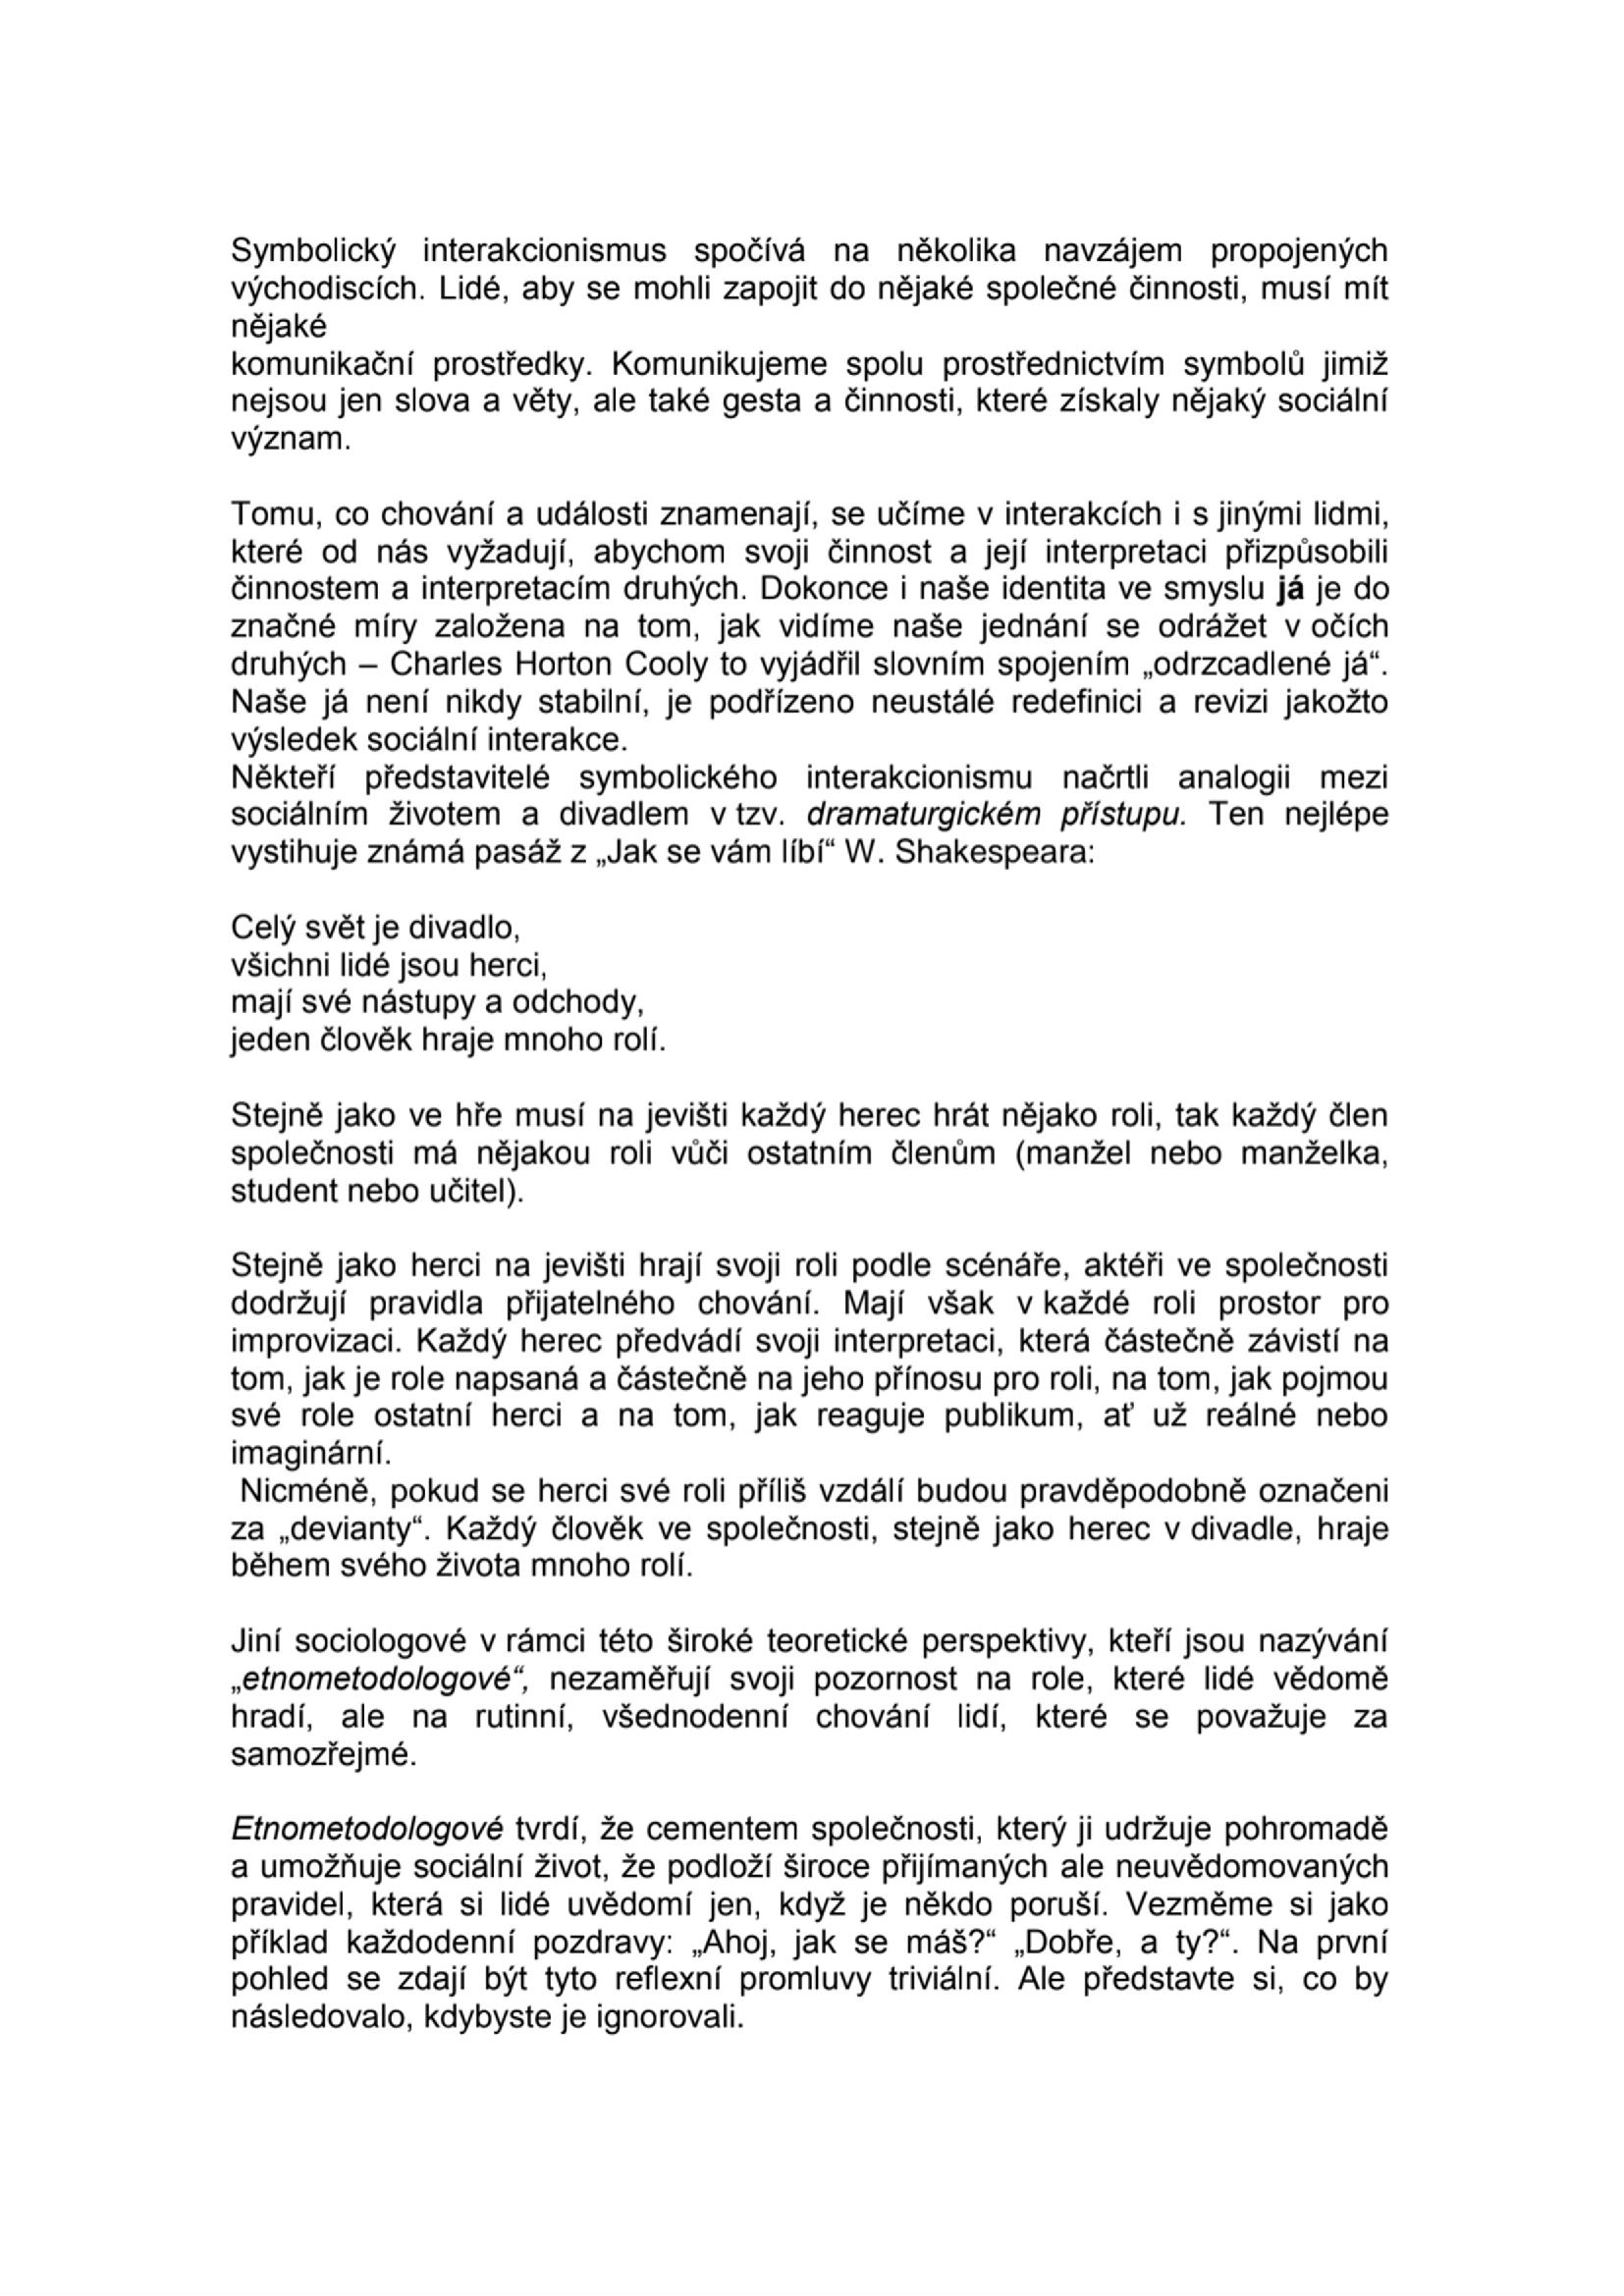 Symbolický interakcionismus spočívá na několika navzájem propojených
východiscích. Lidé, aby se mohli zapojit do nějaké společné činnosti, musí mít
nějaké
komunikační prostředky. Komunikujeme spolu prostřednictvím symbolů jimiž
nejsou jen slova a věty, ale také gesta a činnosti, které získaly nějaký sociální
význam.
Tomu, co chování a události znamenají, se učíme v interakcích i s jinými lidmi,
které od nás vyžadují, abychom svoji činnost a její interpretaci přizpůsobili
činnostem a interpretacím druhých. Dokonce i naše identita ve smyslu já je do
značné míry založena na tom, jak vidíme naše jednání se odrážet v očích
druhých – Charles Horton Cooly to vyjádřil slovním spojením „odrzcadlené já“.
Naše já není nikdy stabilní, je podřízeno neustálé redefinici a revizi jakožto
výsledek sociální interakce.
Někteří představitelé symbolického interakcionismu načrtli analogii mezi
sociálním životem a divadlem v tzv. dramaturgickém přístupu. Ten nejlépe
vystihuje známá pasáž z „Jak se vám líbí“ W. Shakespeara:
Celý svět je divadlo,
všichni lidé jsou herci,
mají své nástupy a odchody,
jeden člověk hraje mnoho rolí.
Stejně jako ve hře musí na jevišti každý herec hrát nějako roli, tak každý člen
společnosti má nějakou roli vůči ostatním členům (manžel nebo manželka,
student nebo učitel).
Stejně jako herci na jevišti hrají svoji roli podle scénáře, aktéři ve společnosti
dodržují pravidla přijatelného chování. Mají však v každé roli prostor pro
improvizaci. Každý herec předvádí svoji interpretaci, která částečně závistí na
tom, jak je role napsaná a částečně na jeho přínosu pro roli, na tom, jak pojmou
své role ostatní herci a na tom, jak reaguje publikum, ať už reálné nebo
imaginární.
Nicméně, pokud se herci své roli příliš vzdálí budou pravděpodobně označeni
za „devianty“. Každý člověk ve společnosti, stejně jako herec v divadle, hraje
během svého života mnoho rolí.
Jiní sociologové v rámci této široké teoretické perspektivy, kteří jsou nazýváni
„etnometodologové“, nezaměřují svoji pozornost na role, které lidé vědomě
hradí, ale na rutinní, všednodenní chování lidí, které se považuje za
samozřejmé.
Etnometodologové tvrdí, že cementem společnosti, který ji udržuje pohromadě
a umožňuje sociální život, že podloží široce přijímaných ale neuvědomovaných
pravidel, která si lidé uvědomí jen, když je někdo poruší. Vezměme si jako
příklad každodenní pozdravy: „Ahoj, jak se máš?“ „Dobře, a ty?“. Na první
pohled se zdají být tyto reflexní promluvy triviální. Ale představte si, co by
následovalo, kdybyste je ignorovali.